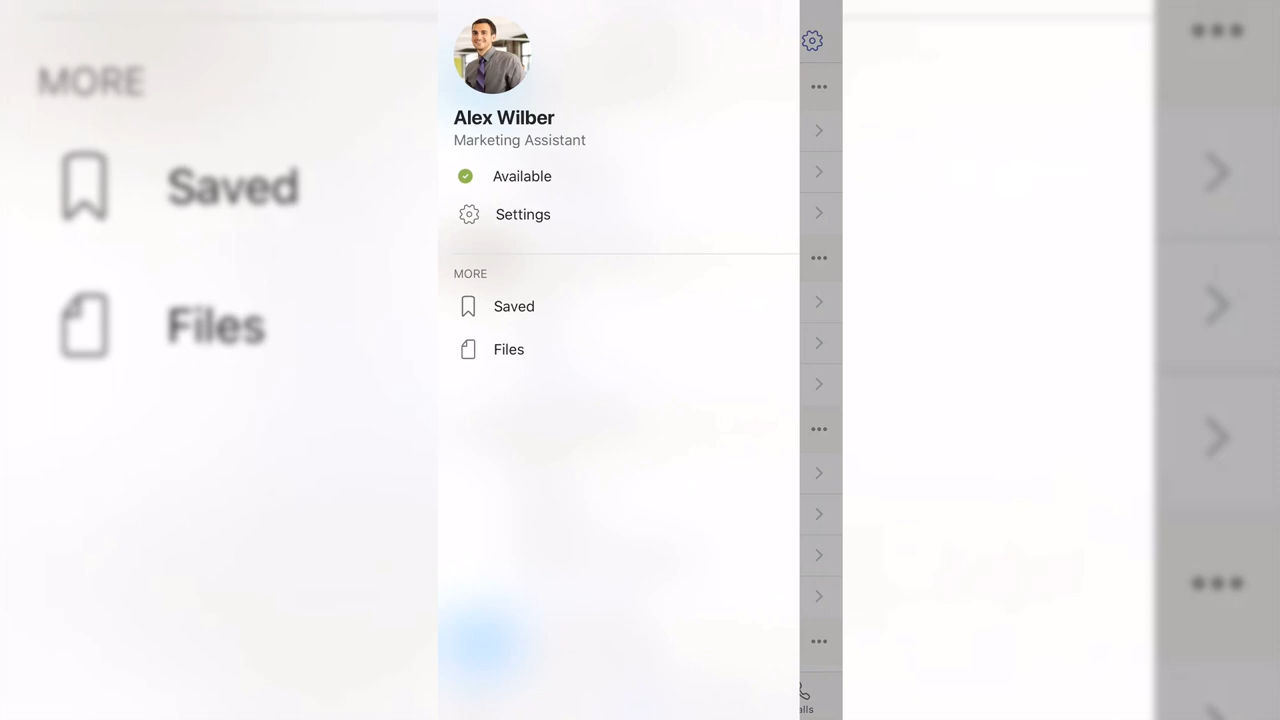 Alex Wilber
Marketing Assistant
Available
Settings
MORE
Saved
Files
alls
MORE
Saved
Files